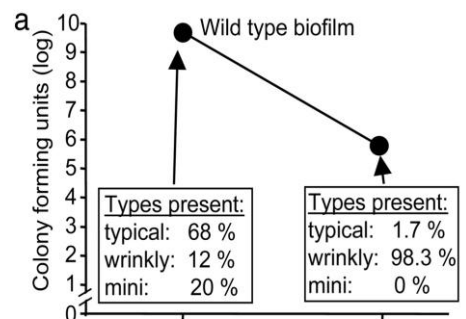 a
Colony forming units (log)
10
9
8
7
6
5
4
3
2
1
0
Wild type biofilm
Types present:
typical: 68 %
wrinkly: 12 %
mini: 20 %
Types present:
typical: 1.7 %
wrinkly: 98.3 %
mini: 0 %